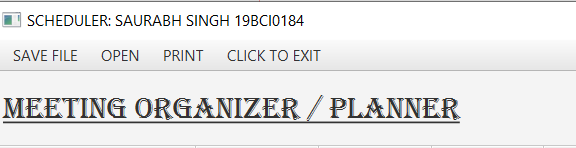 SCHEDULER: SAURABH SINGH 19BCI0184
SAVE FILE OPEN PRINT CLICK TO EXIT
MEETING ORGANIZER / PLANNER